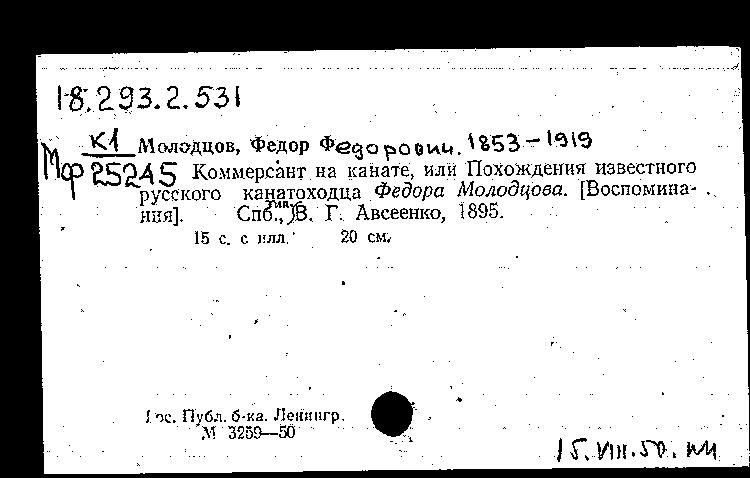 18.293.2.531
К1 Молодцов, Федор Федорович. 1853-1919
Мф 25245 Коммерсант на канате, или Похождения известного
русского канатоходца Федора Молодцова. [Воспомина-
ния]. Спб., тип. В. Г. Авсеенко, 1895.
15 с. с илл. 20 см.
Гос. Публ. б-ка. Ленингр.
М 3259—50
15.VIII.50.